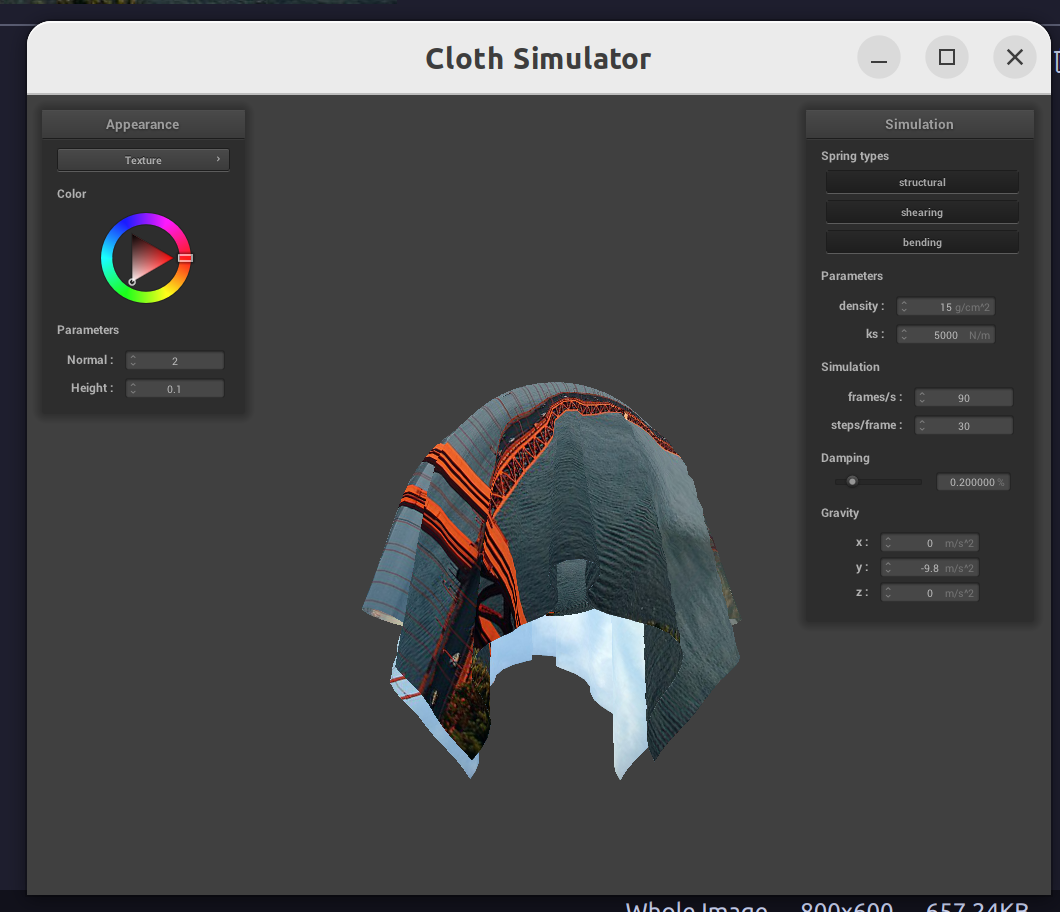 Cloth Simulator
Appearance
Texture
Color
Parameters
Normal :
2
Height :
0.1
Simulation
Spring types
structural
shearing
bending
Parameters
density :
15 g/cm^2
ks :
5000 N/m
Simulation
frames/s :
90
steps/frame :
30
Damping
0.200000 %
Gravity
x :
0 m/s^2
y :
-9.8 m/s^2
z :
0 m/s^2
Whole Image 800x600 657.24KB